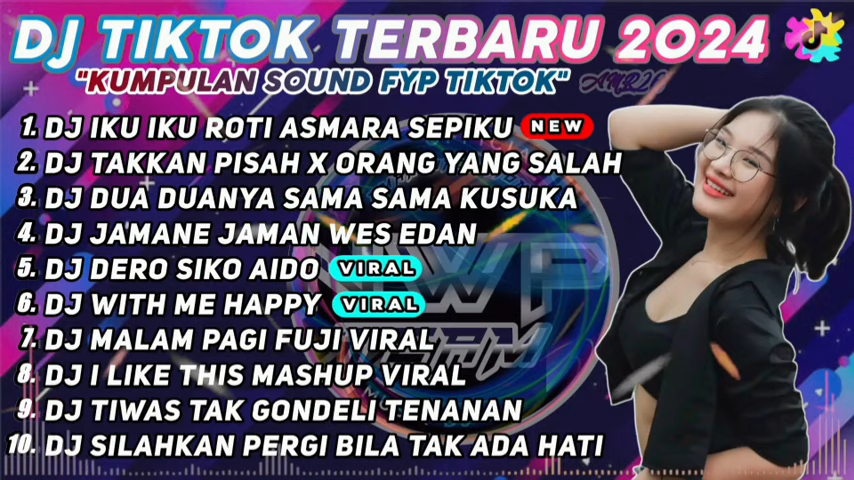 DJ TIKTOK TERBARU 2024
"KUMPULAN SOUND FYP TIKTOK"
1. DJ IKU IKU ROTI ASMARA SEPIKU NEW
2. DJ TAKKAN PISAH X ORANG YANG SALAH
3. DJ DUA DUANYA SAMA SAMA KUSUKA
4. DJ JAMANE JAMAN WES EDAN
5. DJ DERO SIKO AIDO VIRAL
6. DJ WITH ME HAPPY VIRAL
7. DJ MALAM PAGI FUJI VIRAL
8. DJ I LIKE THIS MASHUP VIRAL
9. DJ TIWAS TAK GONDELI TENANAN
10. DJ SILAHKAN PERGI BILA TAK ADA HATI